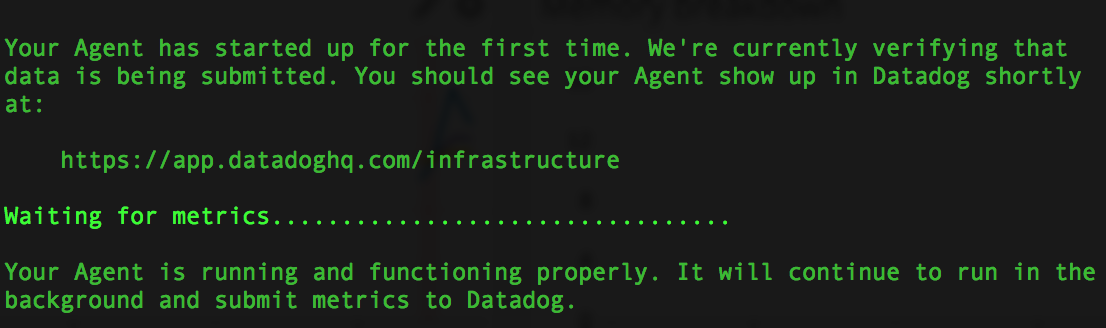 Your Agent has started up for the first time. We're currently verifying that
data is being submitted. You should see your Agent show up in Datadog shortly
at:
https://app.datadoghq.com/infrastructure
Waiting for metrics.................................
Your Agent is running and functioning properly. It will continue to run in the
background and submit metrics to Datadog.